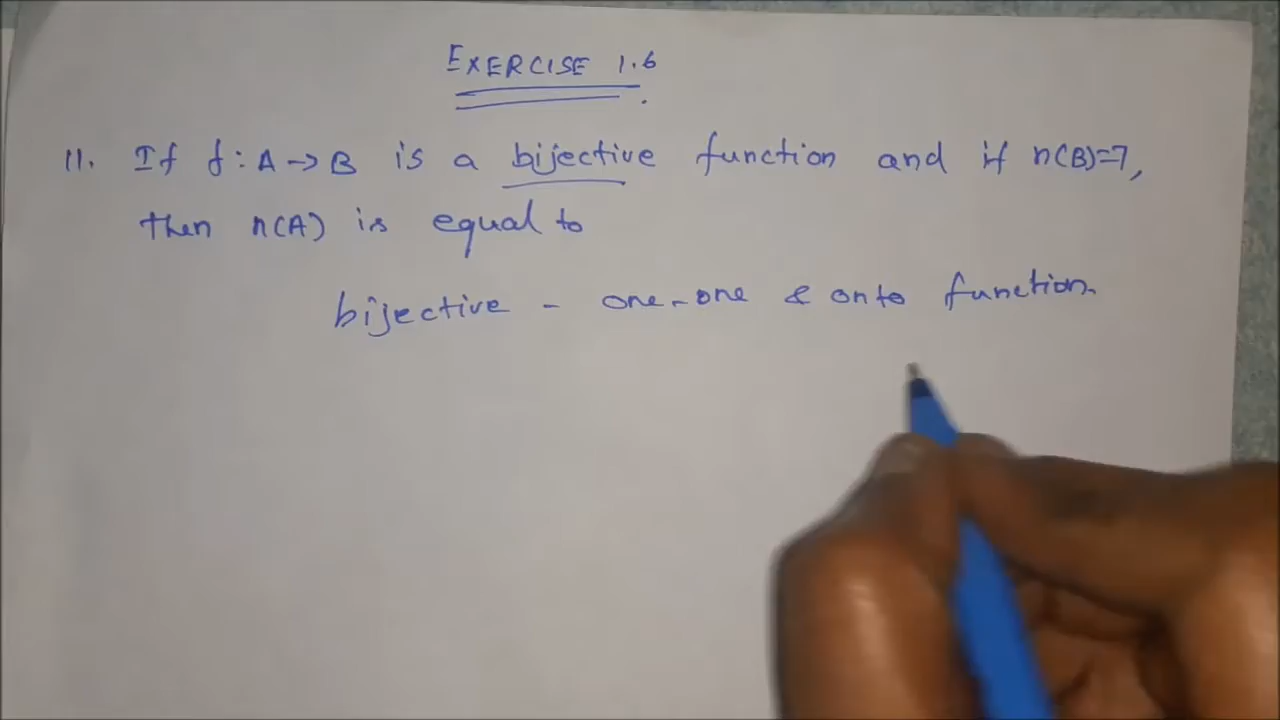 EXERCISE 1.6
11. If f : A → B is a bijective function and if n(B)=7,
then n(A) is equal to
bijective - one-one & onto function.